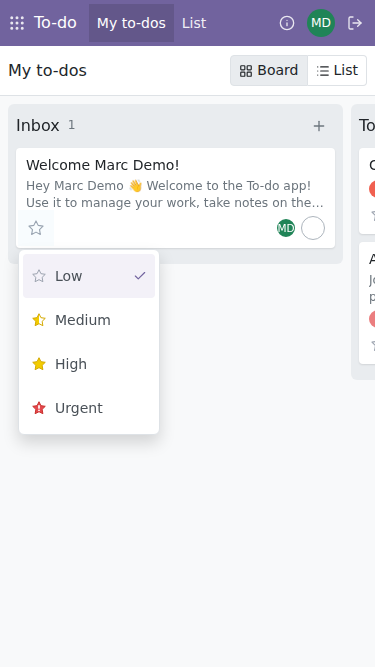 To-do My to-dos List MD
My to-dos Board List
Inbox 1 To
Welcome Marc Demo!
Hey Marc Demo 👋 Welcome to the To-do app!
Use it to manage your work, take notes on the…
MD
Low
Medium
High
Urgent